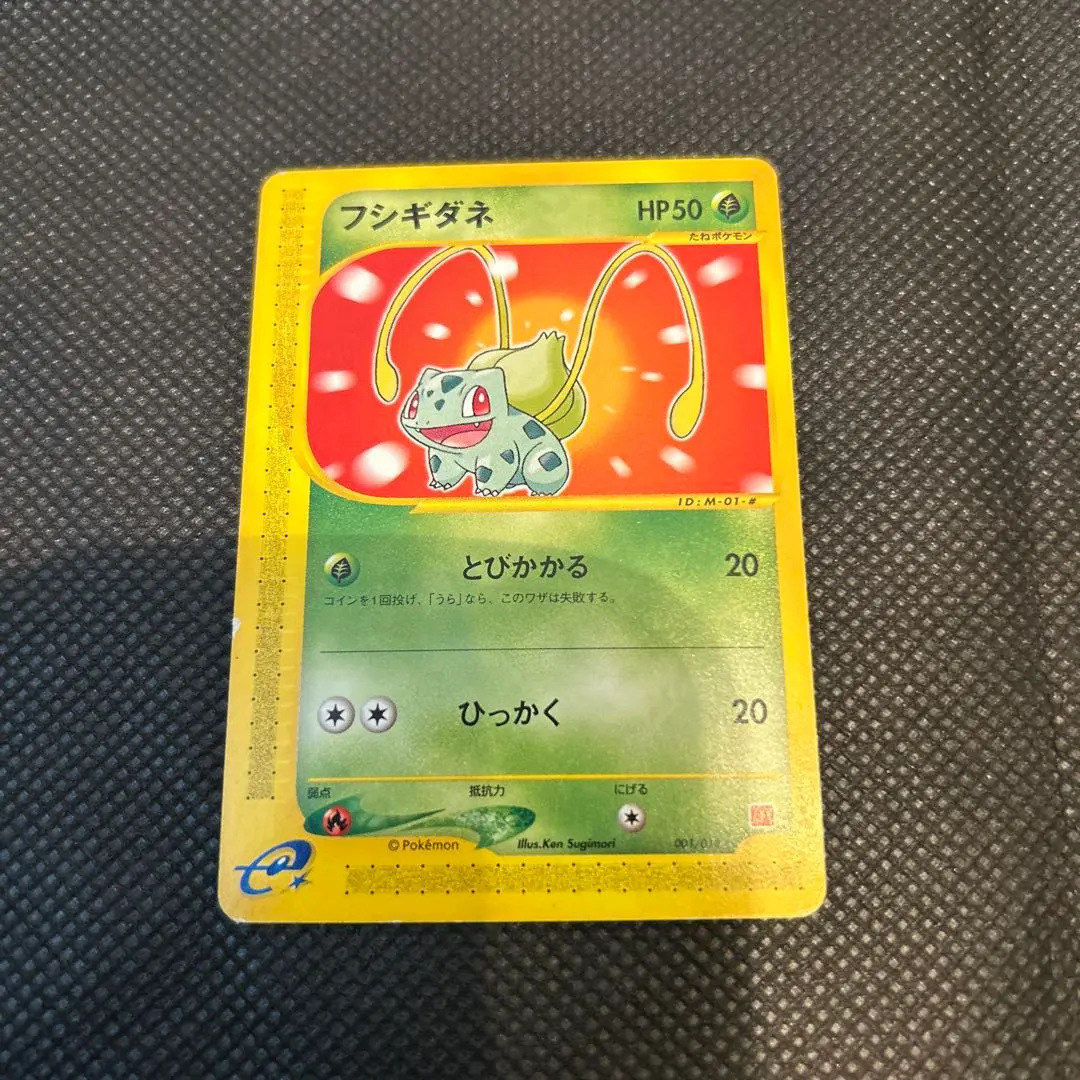 フシギダネ HP50
たねポケモン
ID:M-01-#
とびかかる 20
コインを1回投げ、「うら」なら、このワザは失敗する。
ひっかく 20
弱点 抵抗力 にげる
© Pokémon Illus.Ken Sugimori